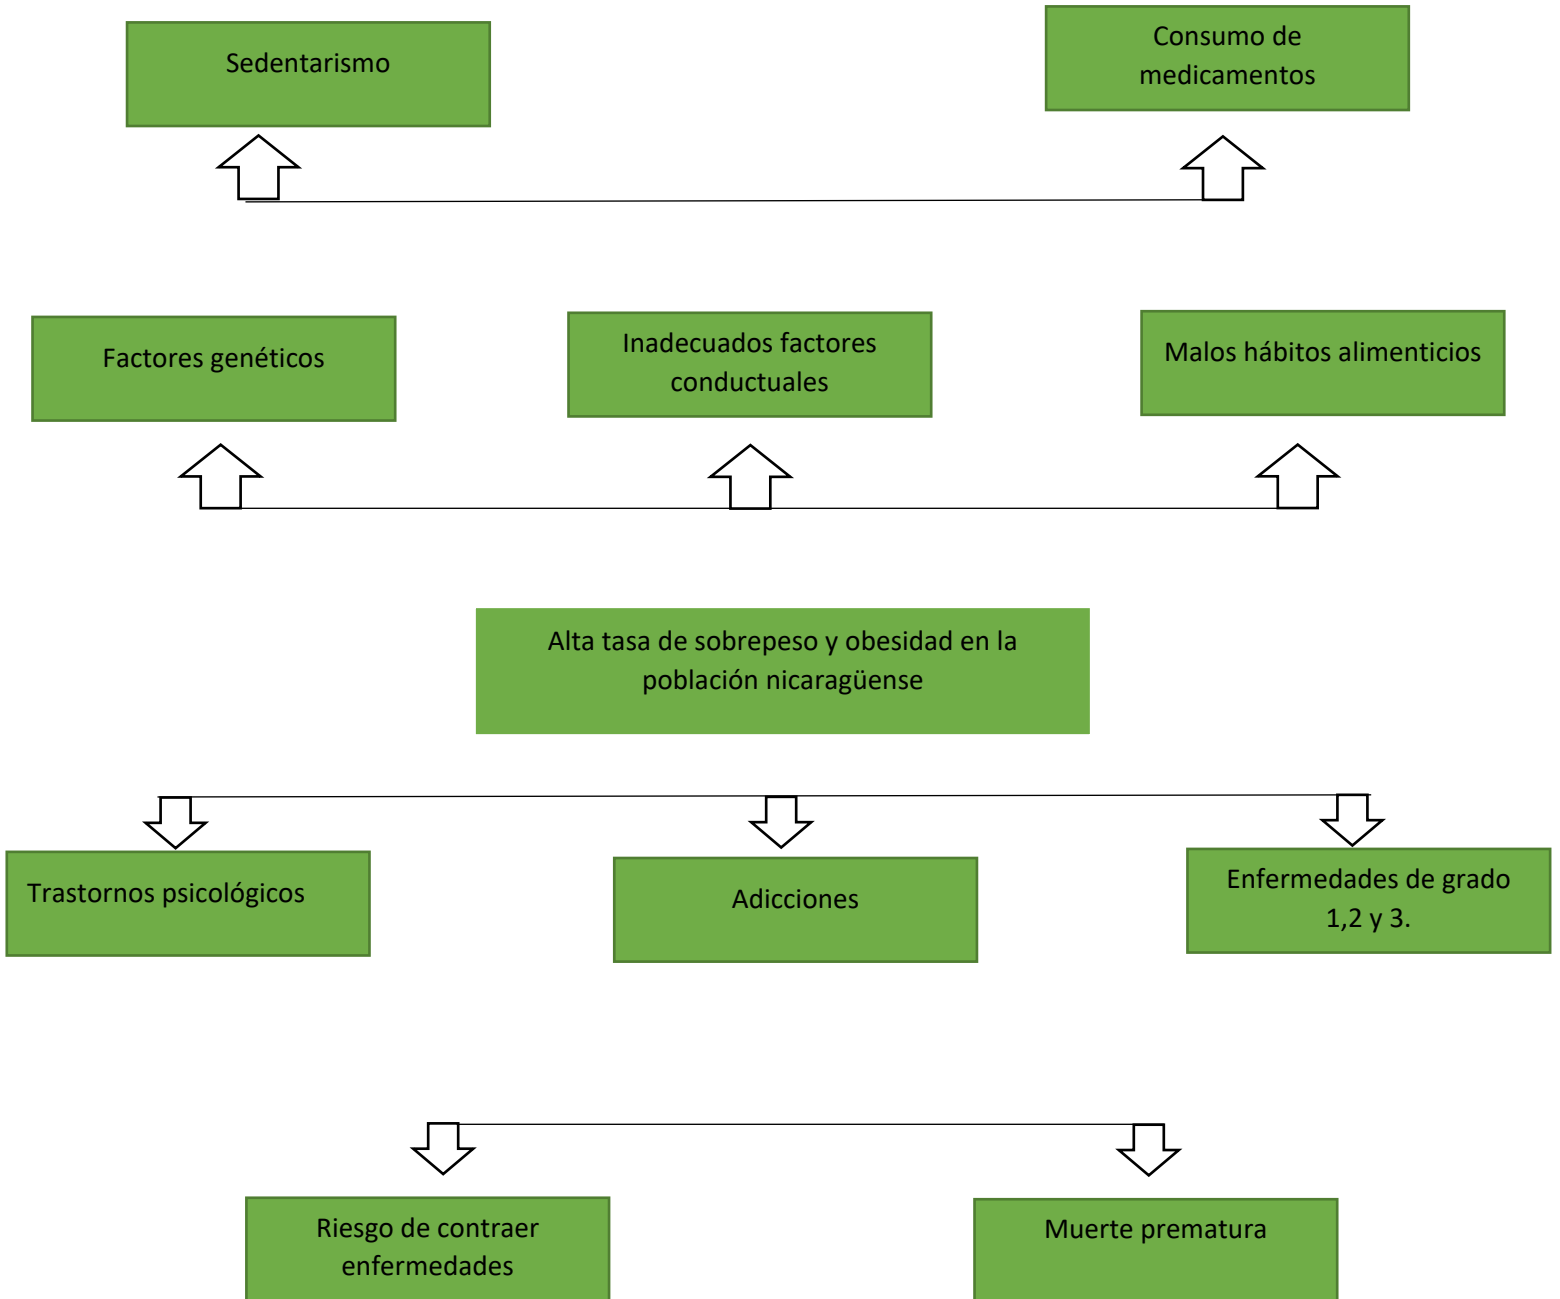 Sedentarismo
Consumo de
medicamentos
Factores genéticos
Inadecuados factores
conductuales
Malos hábitos alimenticios
Alta tasa de sobrepeso y obesidad en la
población nicaragüense
Trastornos psicológicos
Adicciones
Enfermedades de grado
1,2 y 3.
Riesgo de contraer
enfermedades
Muerte prematura